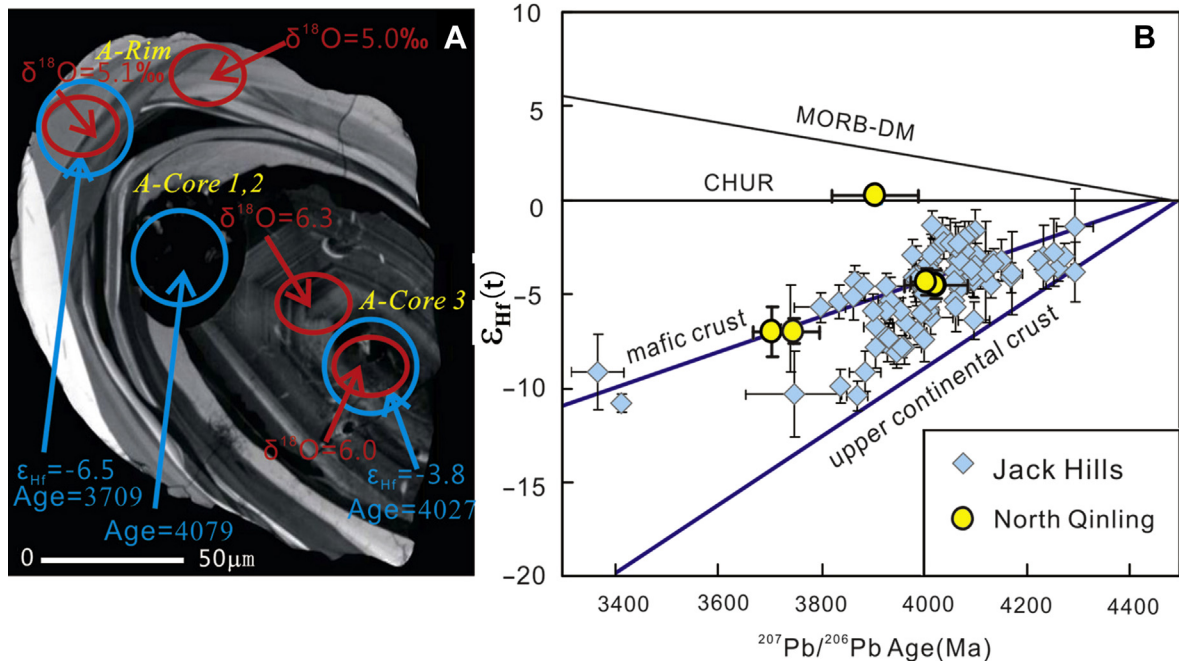 A
δ18O=5.0‰
A-Rim
δ18O=5.1‰
A-Core 1,2
δ18O=6.3
A-Core 3
δ18O=6.0
εHf=-6.5
Age=3709
εHf=-3.8
Age=4027
Age=4079
0 50μm
B
10
5
0
-5
-10
-15
-20
εHf(t)
MORB-DM
CHUR
mafic crust
upper continental crust
Jack Hills
North Qinling
3400 3600 3800 4000 4200 4400
207Pb/206Pb Age(Ma)